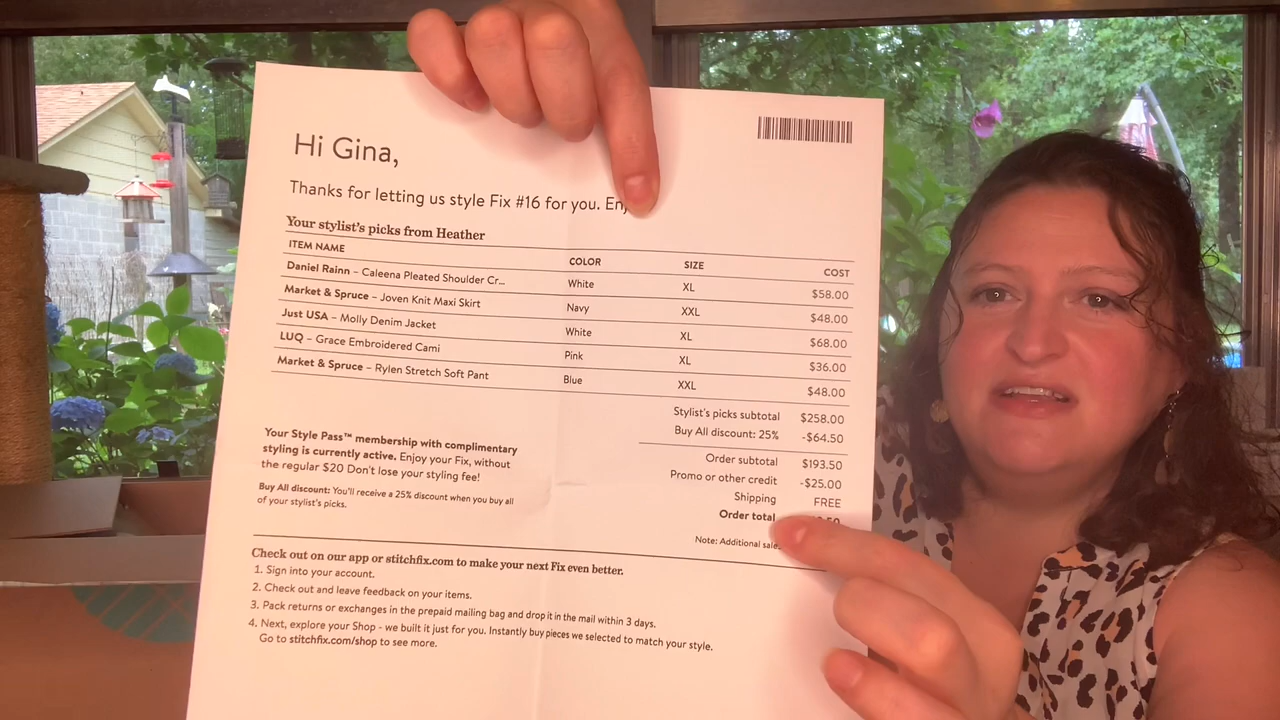 Hi Gina,
Thanks for letting us style Fix #16 for you.
Your stylist's picks from Heather
ITEM NAME COLOR SIZE COST
Daniel Rainn – Caleena Pleated Shoulder Cr... White XL $58.00
Market & Spruce – Joven Knit Maxi Skirt Navy XXL $48.00
Just USA – Molly Denim Jacket White XL $68.00
LUQ – Grace Embroidered Cami Pink XL $36.00
Market & Spruce – Rylen Stretch Soft Pant Blue XXL $48.00
Stylist's picks subtotal $258.00
Buy All discount: 25% -$64.50
Order subtotal $193.50
Promo or other credit -$25.00
Shipping FREE
Order total
Note: Additional
Your Style Pass™ membership with complimentary
styling is currently active. Enjoy your Fix, without
the regular $20 Don't lose your styling fee!
Buy All discount: You'll receive a 25% discount when you buy all
of your stylist's picks.
Check out on our app or stitchfix.com to make your next Fix even better.
1. Sign into your account.
2. Check out and leave feedback on your items.
3. Pack returns or exchanges in the prepaid mailing bag and drop it in the mail within 3 days.
4. Next, explore your Shop - we built it just for you. Instantly buy pieces we selected to match your style.
Go to stitchfix.com/shop to see more.